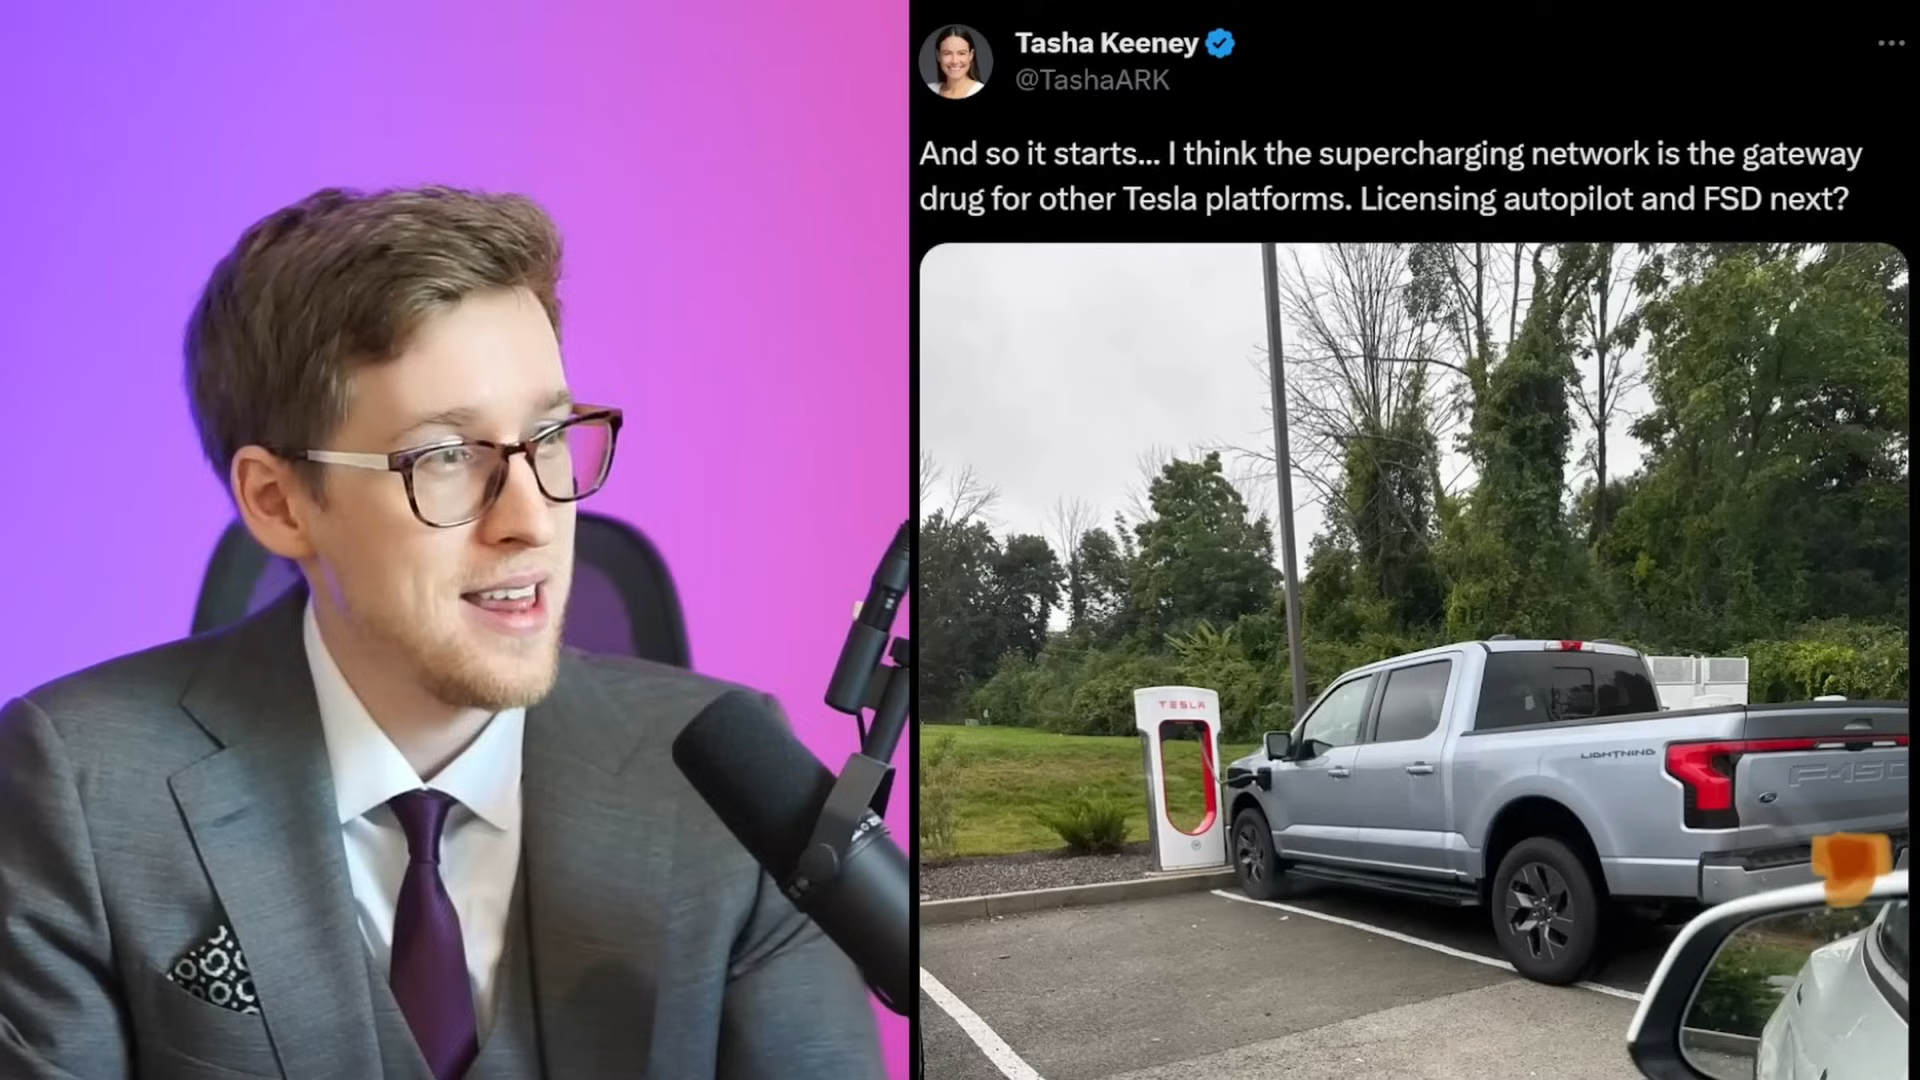 Tasha Keeney
@TashaARK
And so it starts... I think the supercharging network is the gateway
drug for other Tesla platforms. Licensing autopilot and FSD next?
TESLA
LIGHTNING
F-150